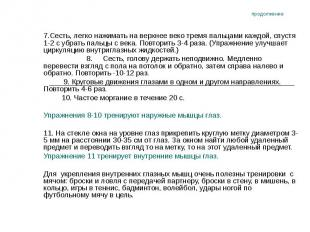 продолжение
7.Сесть, легко нажимать на верхнее веко тремя пальцами каждой, спустя
1-2 с убрать пальцы с века. Повторить 3-4 раза. (Упражнение улучшает
циркуляцию внутриглазных жидкостей.)
8. Сесть, голову держать неподвижно. Медленно
перевести взгляд с пола на потолок и обратно, затем справа налево и
обратно. Повторить -10-12 раз.
9. Круговые движения глазами в одном и другом направлениях.
Повторить 4-6 раз.
10. Частое моргание в течение 20 с.
Упражнения 8-10 тренируют наружные мышцы глаз.
11. На стекле окна на уровне глаз прикрепить круглую метку диаметром 3-
5 мм на расстоянии 30-35 см от глаз. За окном найти любой удаленный
предмет и переводить взгляд то на метку, то на этот удаленный предмет.
Упражнение 11 тренирует внутренние мышцы глаз.
Для укрепления внутренних глазных мышц очень полезны тренировки с
мячом: броски и ловля с передачей партнеру, броски в стену, в мишень, в
кольцо, игры в теннис, бадминтон, волейбол, удары ногой по
футбольному мячу в цель.